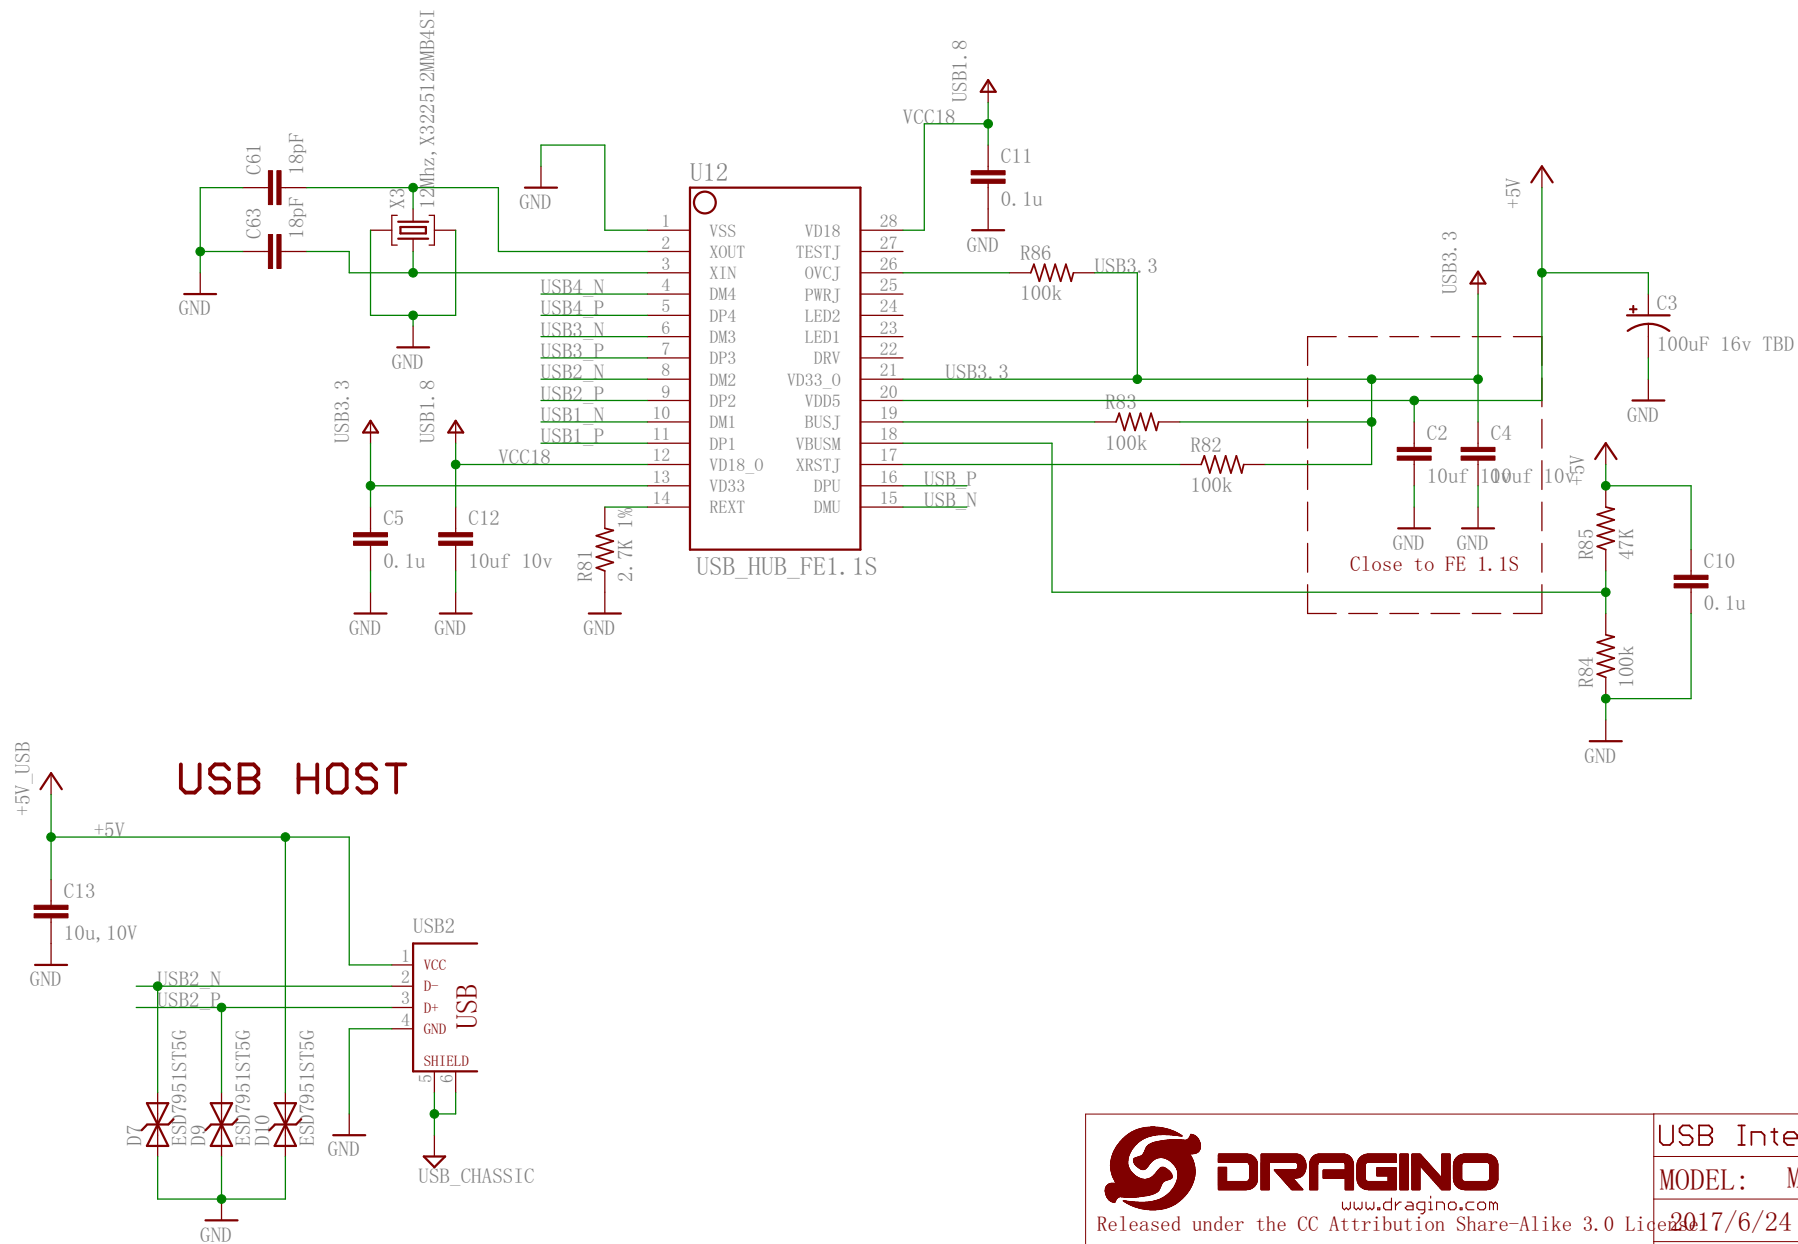 C61
18pF
C63
18pF
GND
X3
12Mhz,X322512MMB4SI
GND
GND
U12
1 VSS
2 XOUT
3 XIN
USB4_N 4 DM4
USB4_P 5 DP4
USB3_N 6 DM3
USB3_P 7 DP3
USB2_N 8 DM2
USB2_P 9 DP2
USB1_N 10 DM1
USB1_P 11 DP1
VCC18 12 VD18_O
13 VD33
14 REXT
VD18 28
TESTJ 27
OVCJ 26
PWRJ 25
LED2 24
LED1 23
DRV 22
VD33_O 21 USB3.3
VDD5 20
BUSJ 19
VBUSM 18
XRSTJ 17
DPU 16 USB_P
DMU 15 USB_N
USB_HUB_FE1.1S
USB3.3
USB1.8
C5
0.1u
GND
C12
10uf 10v
GND
R81
2.7K 1%
GND
USB1.8
VCC18
C11
0.1u
GND
R86
100k
USB3.3
R83
100k
R82
100k
USB3.3
+5V
C3
100uF 16v TBD
GND
C2
10uf 10v
GND
C4
10uf 10v
GND
Close to FE 1.1S
+5V
R85
47K
C10
0.1u
R84
100k
GND
USB HOST
+5V_USB
+5V
C13
10u,10V
GND
USB2
1 VCC
USB2_N 2 D-
USB2_P 3 D+
4 GND
USB
SHIELD
5 6
D7
ESD7951ST5G
D9
ESD7951ST5G
D10
ESD7951ST5G
GND
GND
USB_CHASSIC
DRAGINO
www.dragino.com
Released under the CC Attribution Share-Alike 3.0 License
USB Inte
MODEL: M
2017/6/24